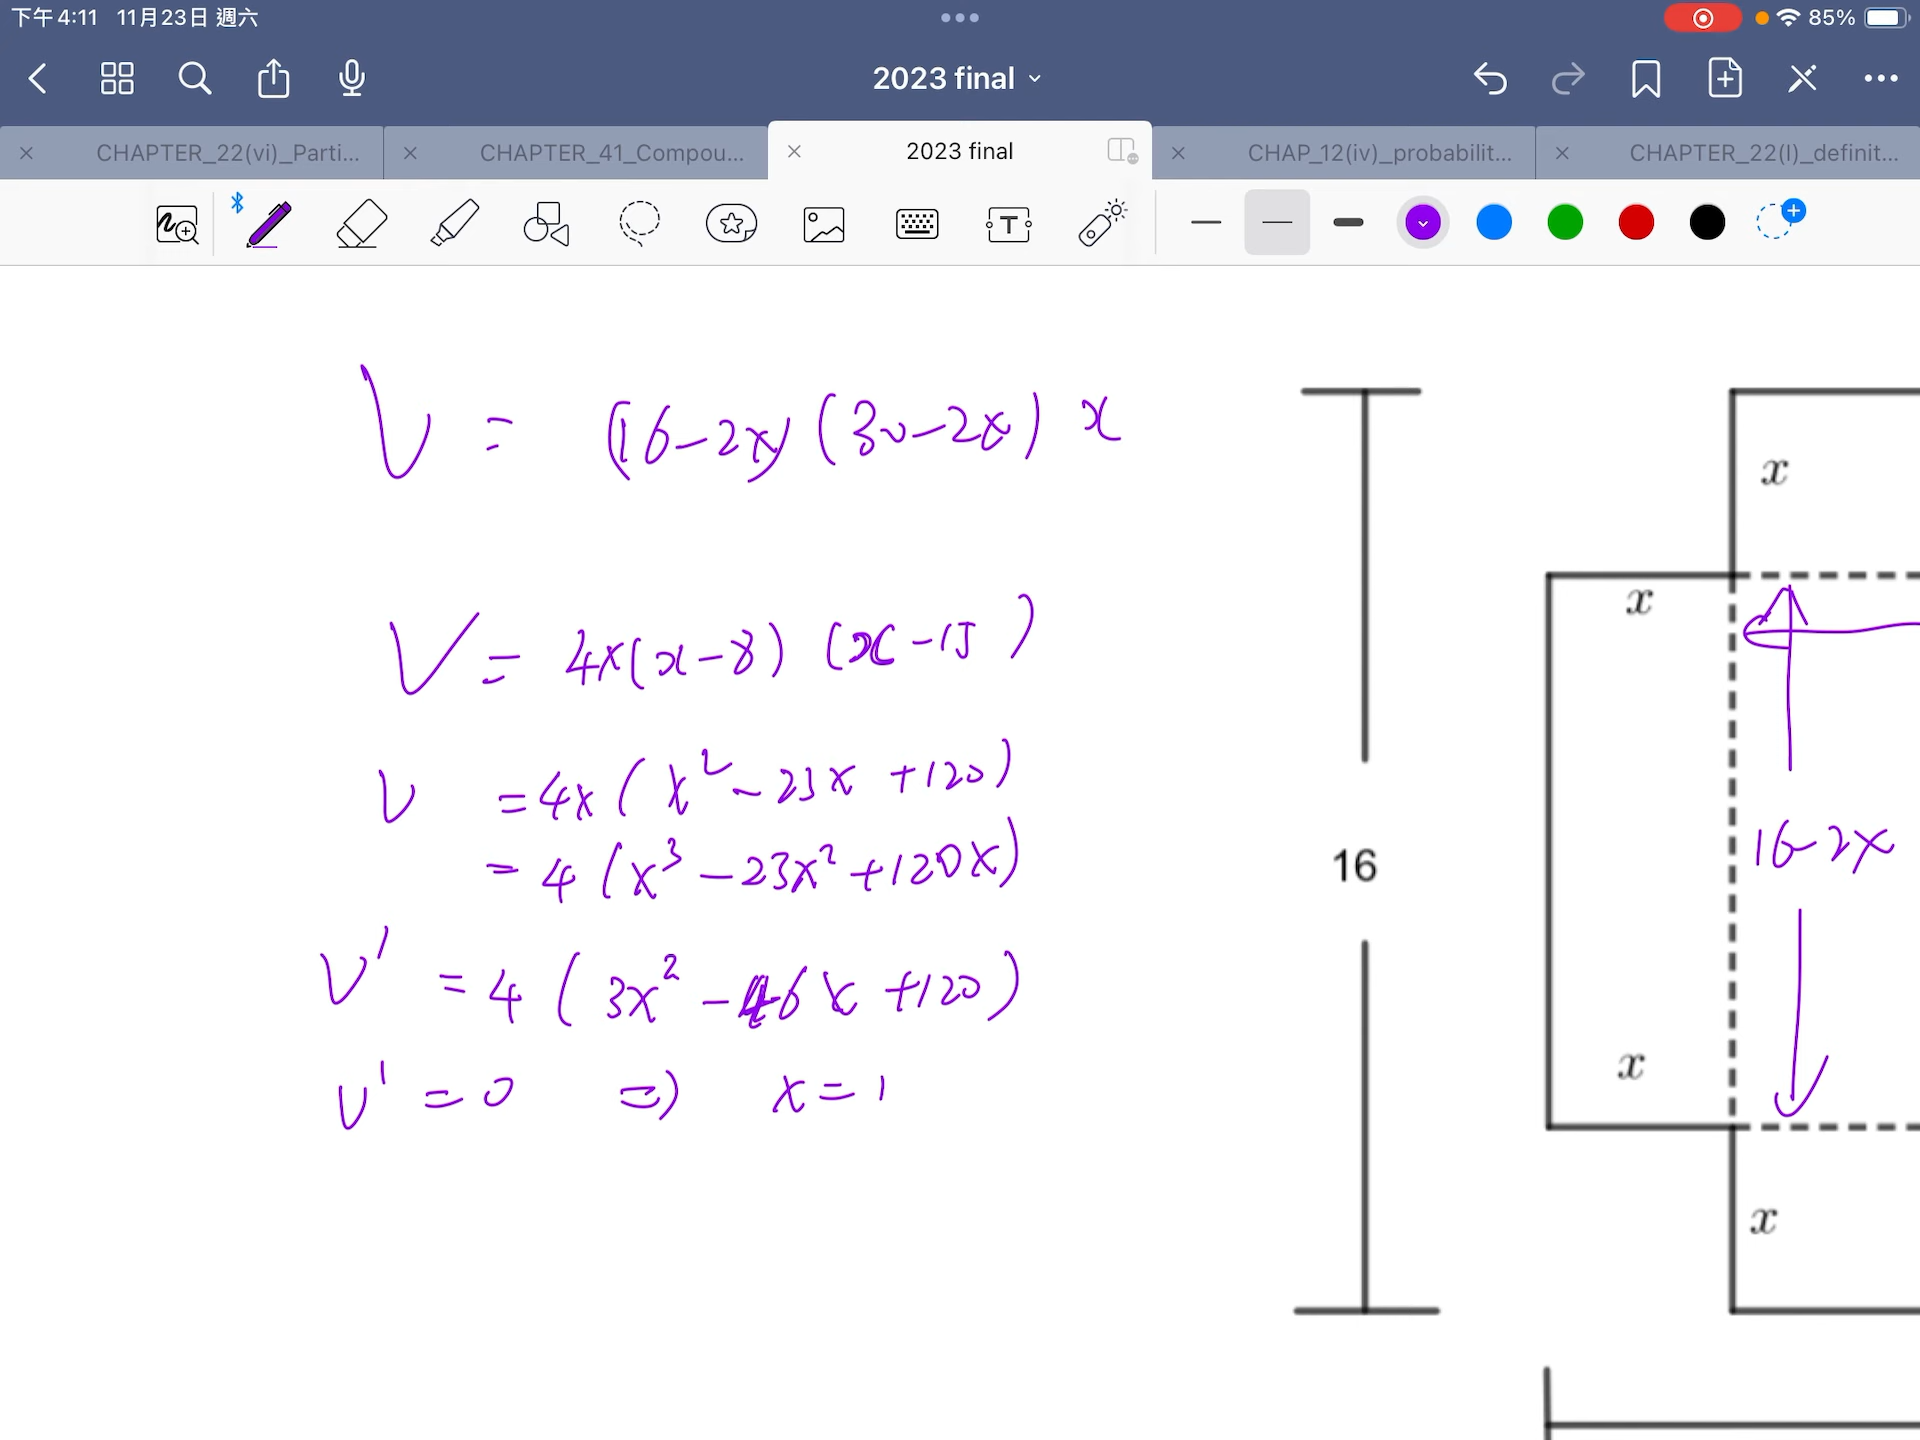 下午4:11 11月23日 週六
85%
2023 final
CHAPTER_22(vi)_Parti...
CHAPTER_41_Compou...
2023 final
CHAP_12(iv)_probabilit...
CHAPTER_22(I)_definit...
T
V = (16-2x)(30-2x) x
V = 4x(x-8) (x-15)
V = 4x(x²-23x+120)
= 4(x³-23x²+120x)
V' = 4(3x²-46x+120)
V' = 0 => x = 1
x
x
16
16-2x
x
x